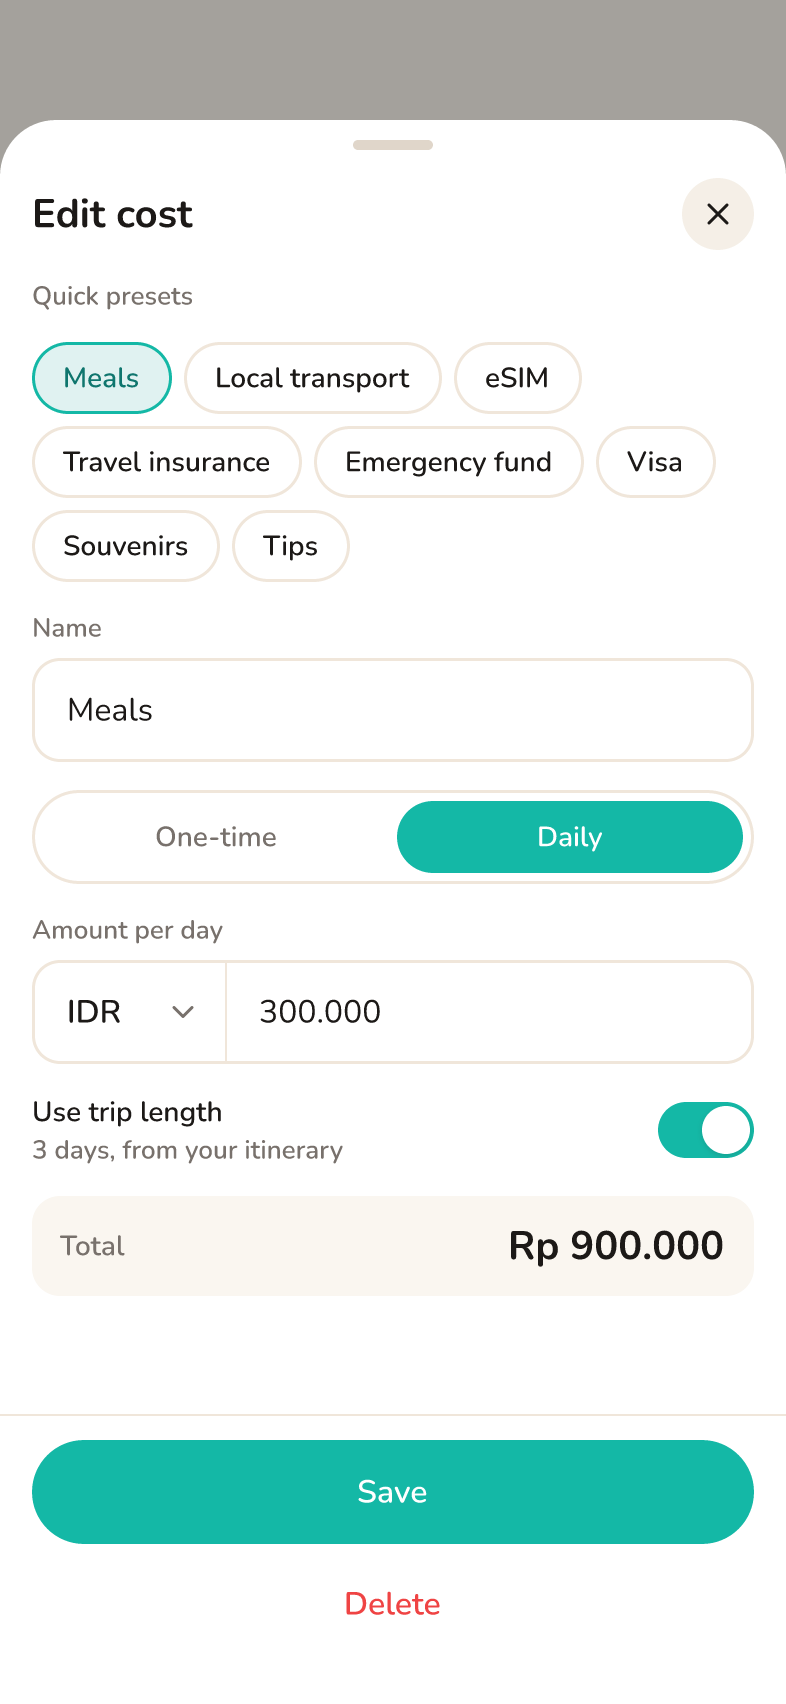 Edit cost
Quick presets
Meals Local transport eSIM
Travel insurance Emergency fund Visa
Souvenirs Tips
Name
Meals
One-time Daily
Amount per day
IDR 300.000
Use trip length
3 days, from your itinerary
Total Rp 900.000
Save
Delete